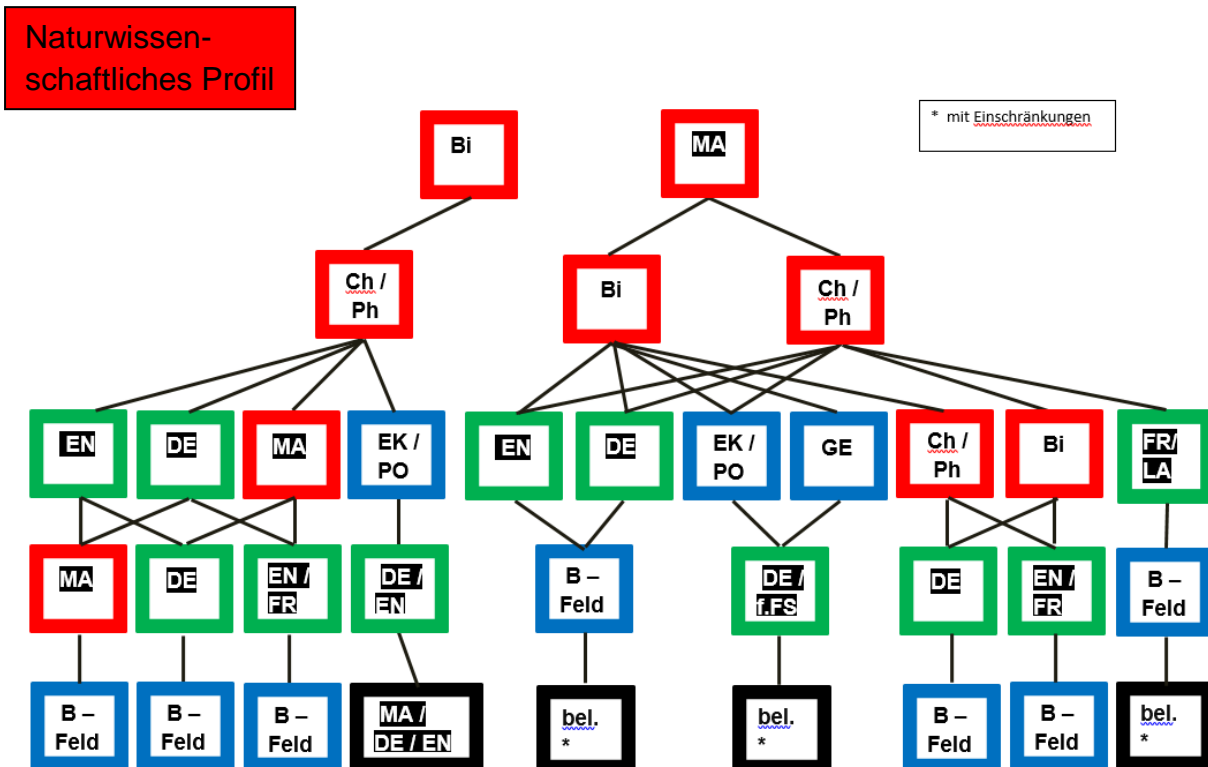 Naturwissen-
schaftliches Profil
* mit Einschränkungen
Bi
MA
Ch /
Ph
Bi
Ch /
Ph
EN
DE
MA
EK /
PO
EN
DE
EK /
PO
GE
Ch /
Ph
Bi
FR/
LA
MA
DE
EN /
FR
DE /
EN
B –
Feld
DE /
f.FS
DE
EN /
FR
B –
Feld
B –
Feld
B –
Feld
B –
Feld
MA /
DE / EN
bel.
*
bel.
*
B –
Feld
B –
Feld
bel.
*